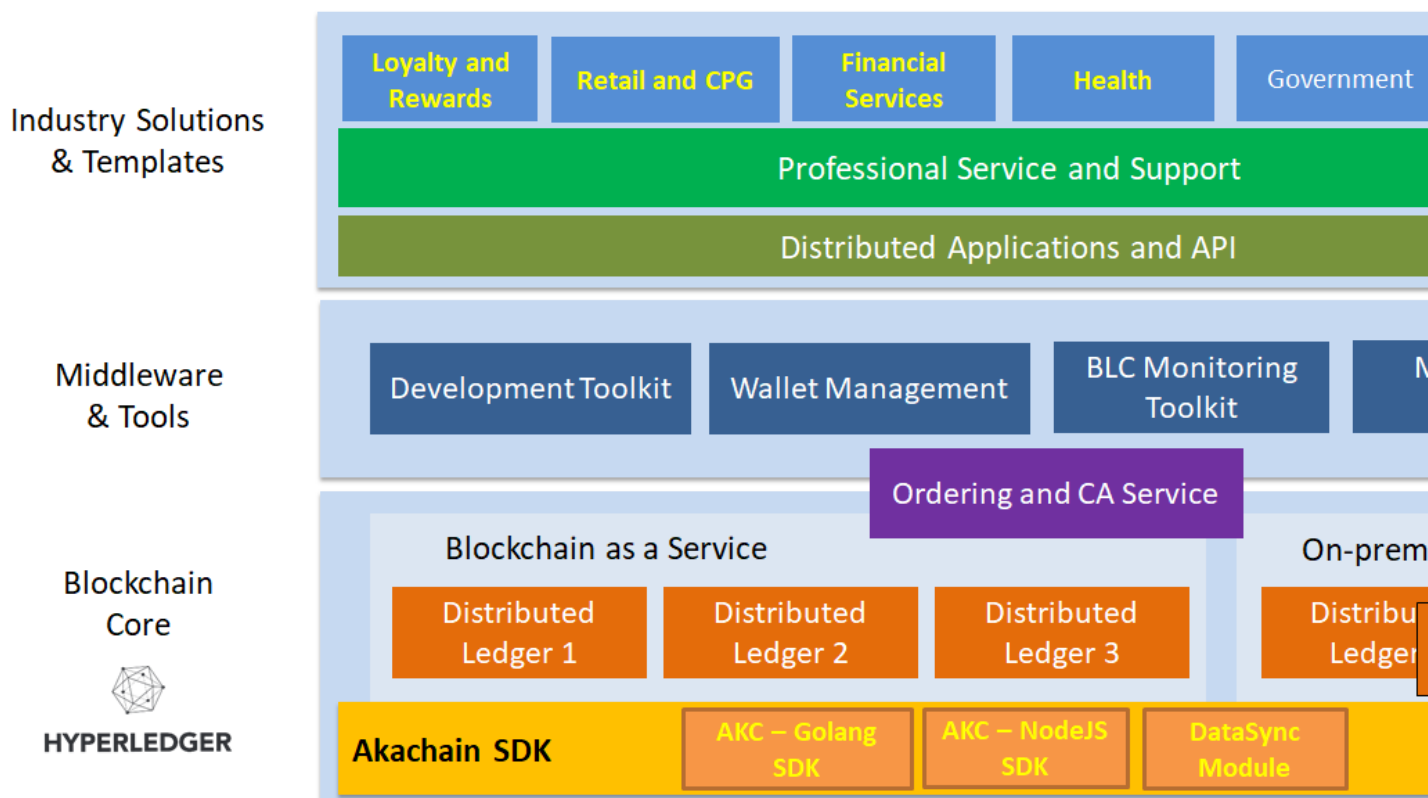 Loyalty and
Rewards
Retail and CPG
Financial
Services
Health
Government
Industry Solutions
& Templates
Professional Service and Support
Distributed Applications and API
Middleware
& Tools
Development Toolkit
Wallet Management
BLC Monitoring
Toolkit
Ordering and CA Service
Blockchain as a Service
Blockchain
Core
Distributed
Ledger 1
Distributed
Ledger 2
Distributed
Ledger 3
Ledger
HYPERLEDGER
Akachain SDK
AKC – Golang
SDK
AKC – NodeJS
SDK
DataSync
Module